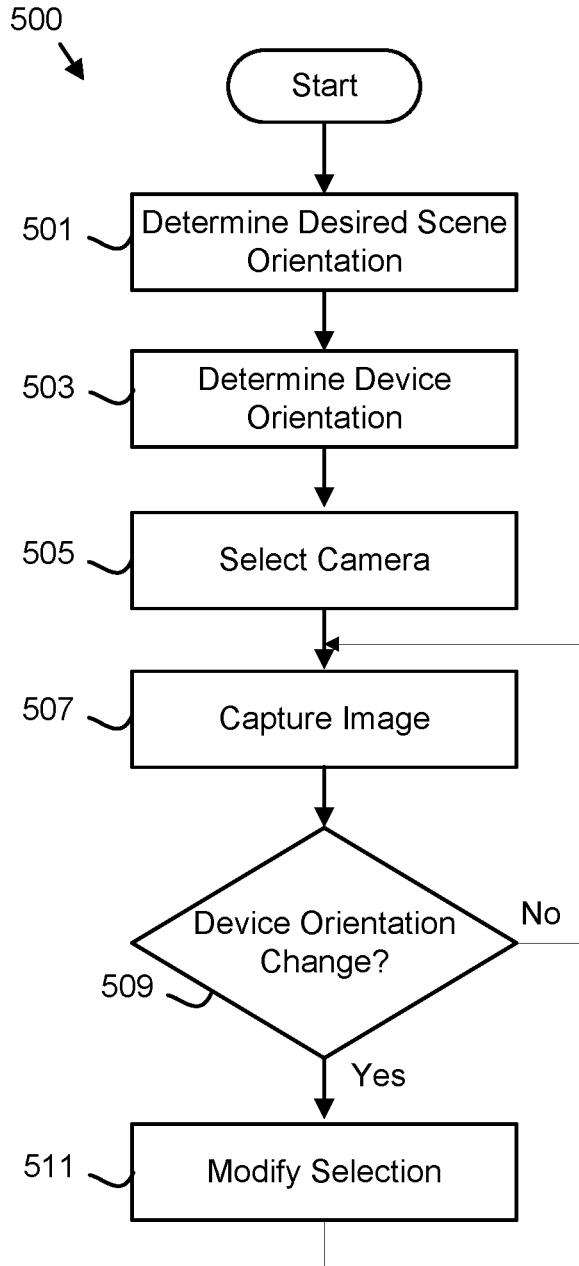 500
Start
501
Determine Desired Scene
Orientation
503
Determine Device
Orientation
505
Select Camera
507
Capture Image
Device Orientation
Change?
No
509
Yes
511
Modify Selection